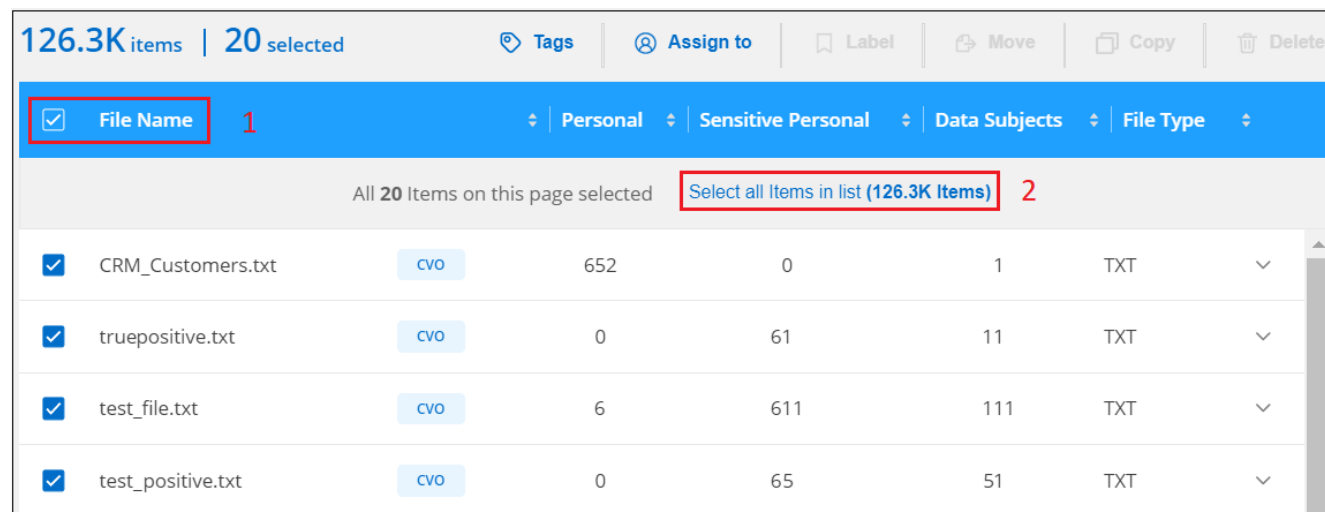 126.3K items | 20 selected Tags Assign to Label Move Copy Delete
File Name 1 Personal Sensitive Personal Data Subjects File Type
All 20 Items on this page selected Select all Items in list (126.3K Items) 2
CRM_Customers.txt CVO 652 0 1 TXT
truepositive.txt CVO 0 61 11 TXT
test_file.txt CVO 6 611 111 TXT
test_positive.txt CVO 0 65 51 TXT